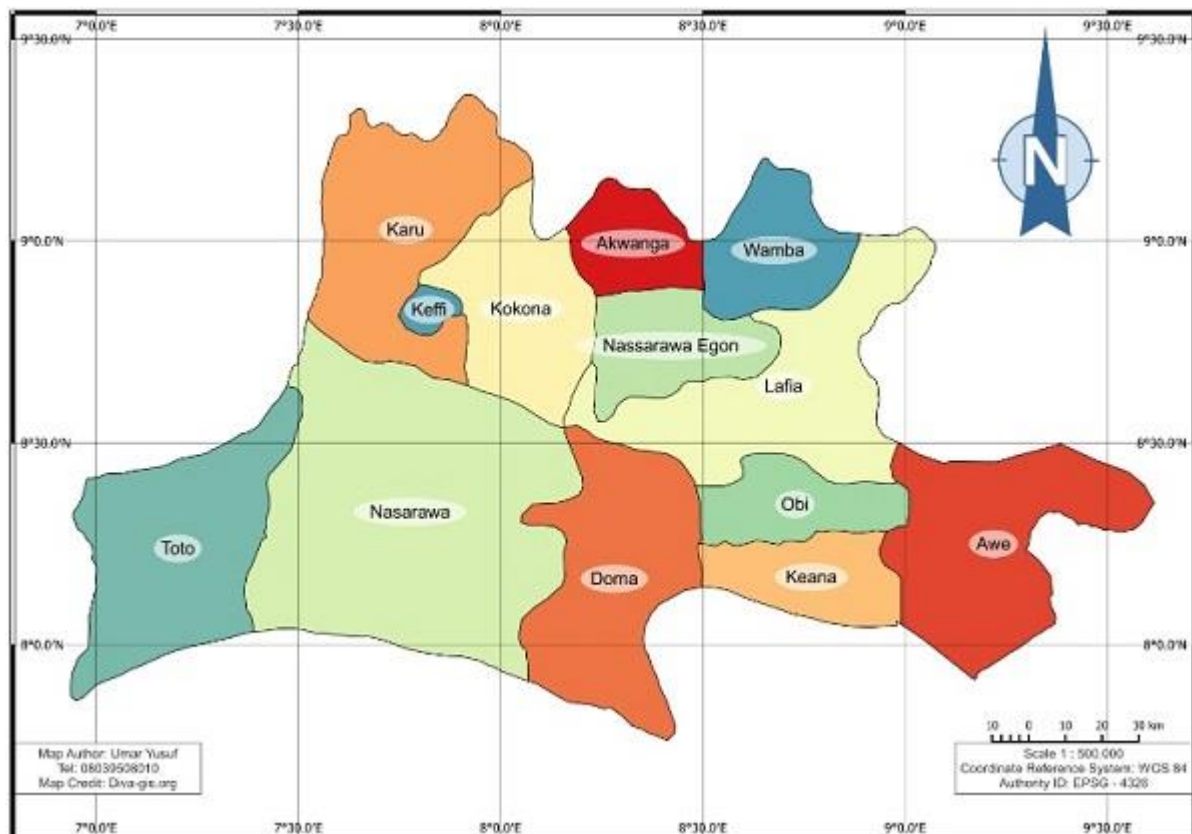 7°0.0'E 7°30.0'E 8°0.0'E 8°30.0'E 9°0.0'E 9°30.0'E
9°30.0'N 9°30.0'N
N
Karu
Akwanga
Wamba
9°0.0'N 9°0.0'N
Keffi
Kokona
Nassarawa Egon
Lafia
8°30.0'N 8°30.0'N
Obi
Nasarawa
Toto
Awe
Doma
Keana
8°0.0'N 8°0.0'N
10 0 10 20 30 km
Map Author: Umar Yusuf
Tel: 08039508010
Map Credit: Diva-gis.org
Scale 1 : 500,000
Coordinate Reference System: WGS 84
Authority ID: EPSG - 4326
7°0.0'E 7°30.0'E 8°0.0'E 8°30.0'E 9°0.0'E 9°30.0'E